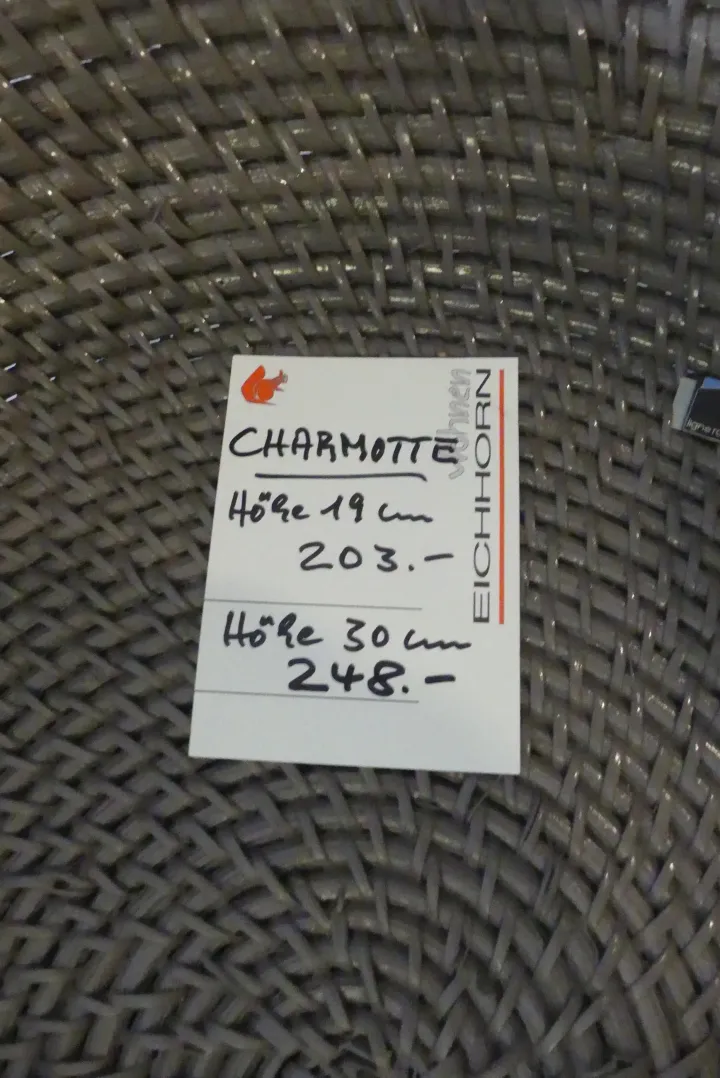 CHARMOTTE
Höhe 19 cm
203.-
Höhe 30 cm
248.-
wohnen
EICHHORN